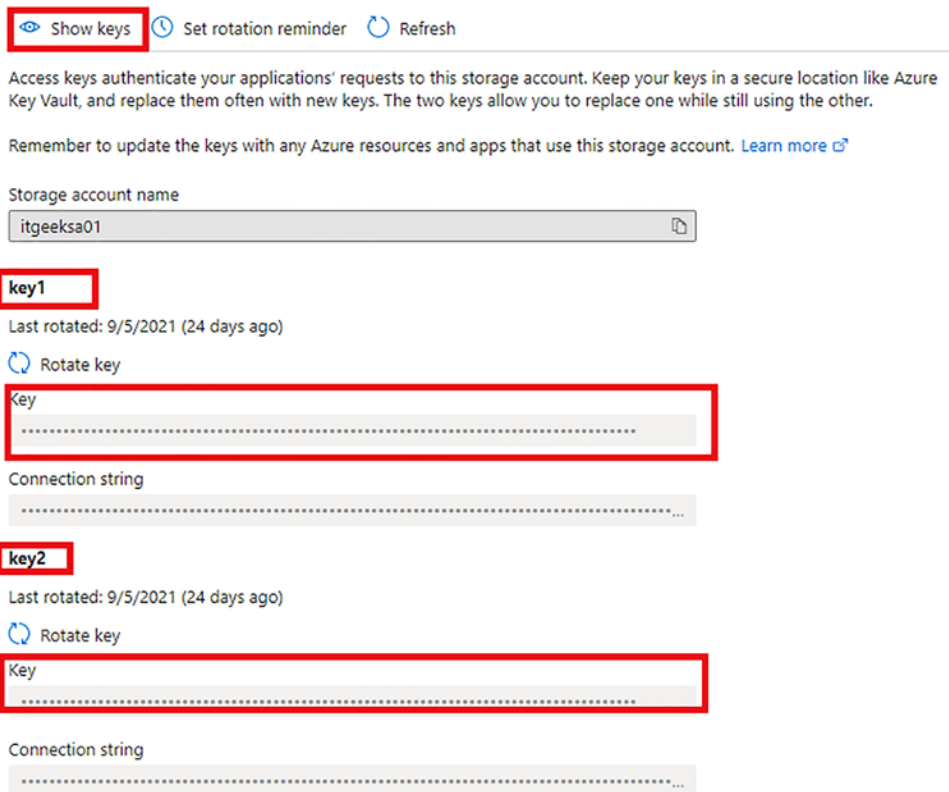 Show keys Set rotation reminder Refresh
Access keys authenticate your applications' requests to this storage account. Keep your keys in a secure location like Azure
Key Vault, and replace them often with new keys. The two keys allow you to replace one while still using the other.
Remember to update the keys with any Azure resources and apps that use this storage account. Learn more
Storage account name
itgeeksa01
key1
Last rotated: 9/5/2021 (24 days ago)
Rotate key
Key
Connection string
...
key2
Last rotated: 9/5/2021 (24 days ago)
Rotate key
Key
Connection string
...